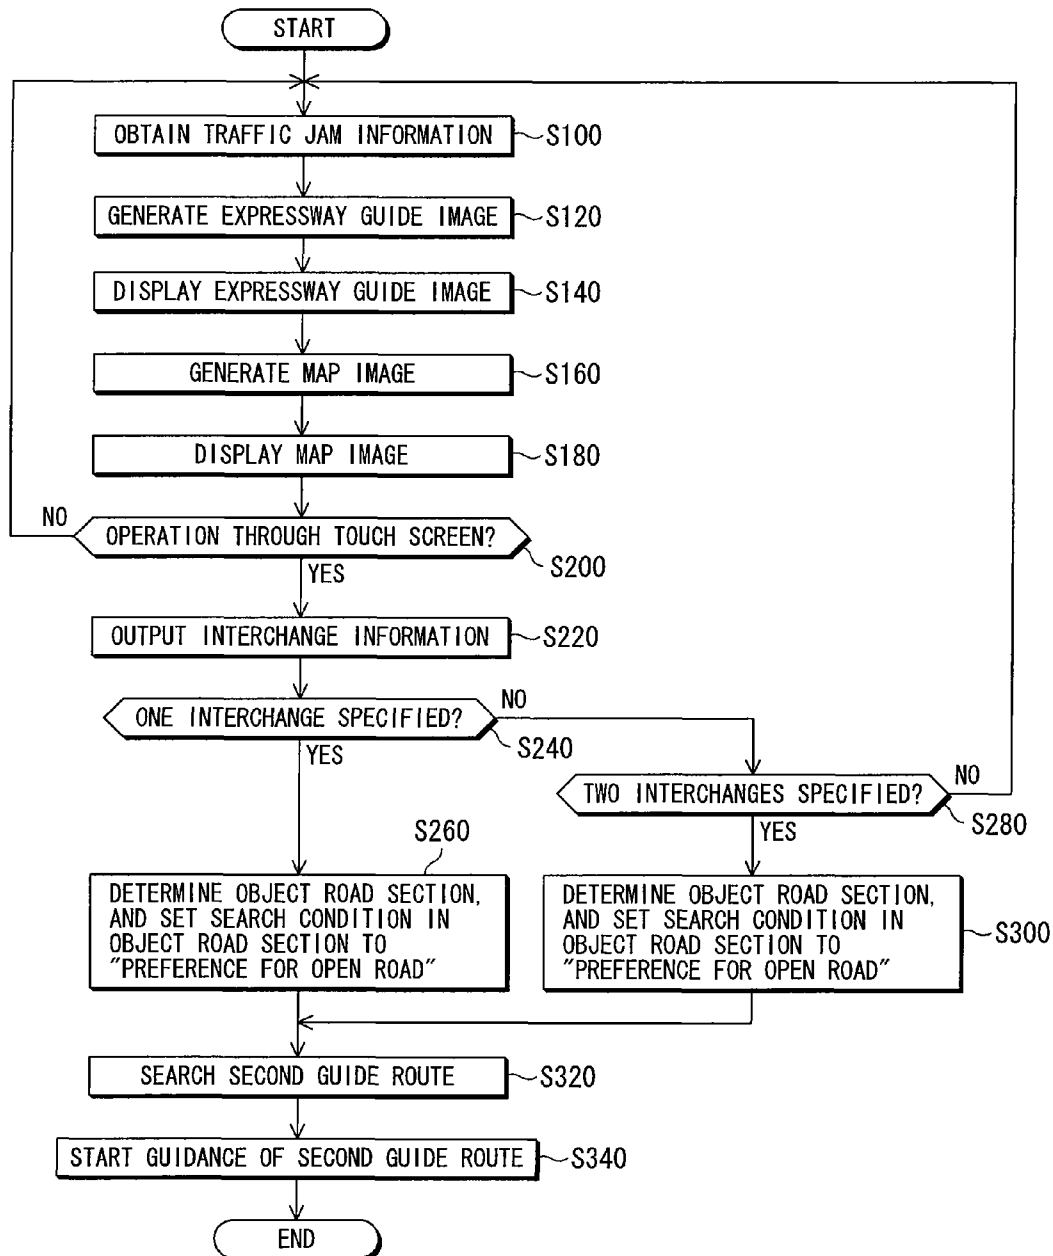 START
OBTAIN TRAFFIC JAM INFORMATION
S100
GENERATE EXPRESSWAY GUIDE IMAGE
S120
DISPLAY EXPRESSWAY GUIDE IMAGE
S140
GENERATE MAP IMAGE
S160
DISPLAY MAP IMAGE
S180
NO
OPERATION THROUGH TOUCH SCREEN?
S200
YES
OUTPUT INTERCHANGE INFORMATION
S220
NO
ONE INTERCHANGE SPECIFIED?
S240
YES
NO
TWO INTERCHANGES SPECIFIED?
S280
YES
S260
DETERMINE OBJECT ROAD SECTION,
AND SET SEARCH CONDITION IN
OBJECT ROAD SECTION TO
"PREFERENCE FOR OPEN ROAD"
DETERMINE OBJECT ROAD SECTION,
AND SET SEARCH CONDITION IN
OBJECT ROAD SECTION TO
"PREFERENCE FOR OPEN ROAD"
S300
SEARCH SECOND GUIDE ROUTE
S320
START GUIDANCE OF SECOND GUIDE ROUTE
S340
END